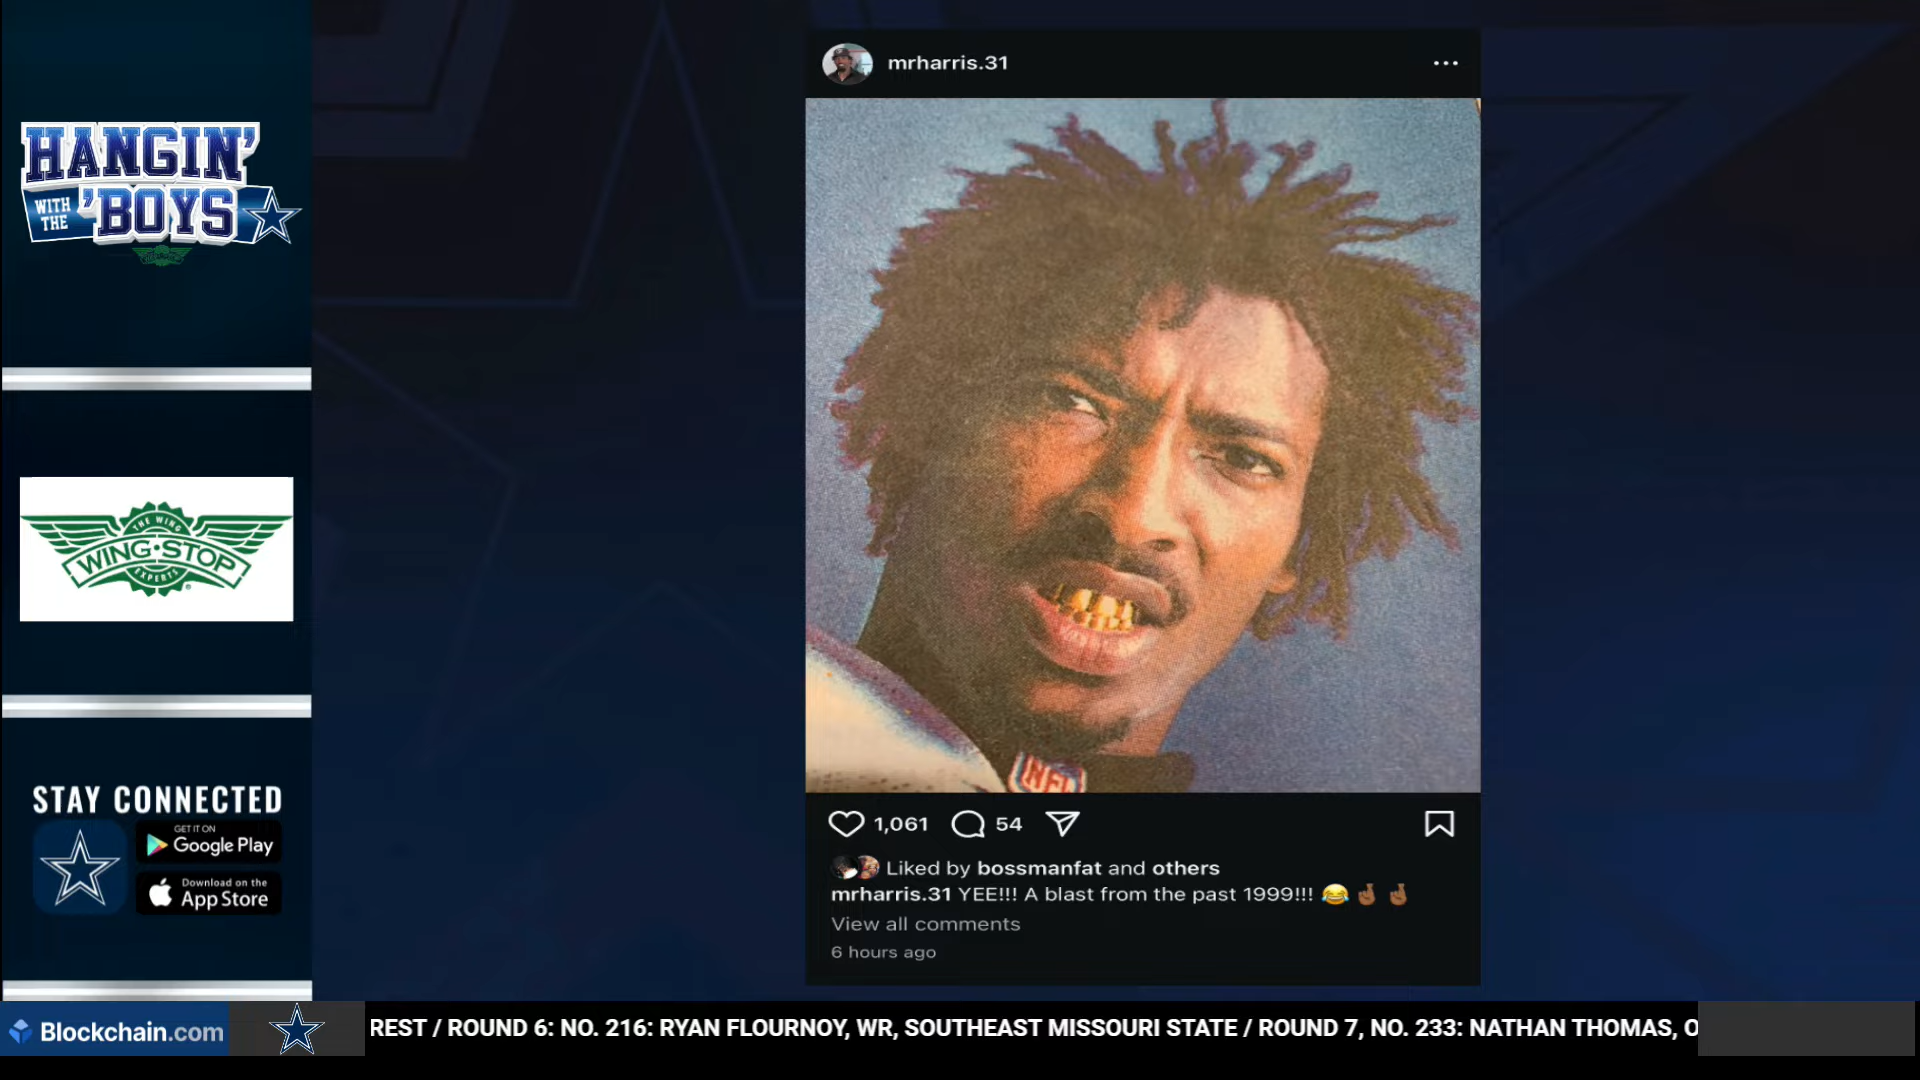 HANGIN'
WITH THE 'BOYS
THE WING
WING·STOP
EXPERTS
STAY CONNECTED
GET IT ON
Google Play
Download on the
App Store
mrharris.31
NFL
1,061 54
Liked by bossmanfat and others
mrharris.31 YEE!!! A blast from the past 1999!!! 😂🤞🏾🤞🏾
View all comments
6 hours ago
Blockchain.com REST / ROUND 6: NO. 216: RYAN FLOURNOY, WR, SOUTHEAST MISSOURI STATE / ROUND 7, NO. 233: NATHAN THOMAS, O